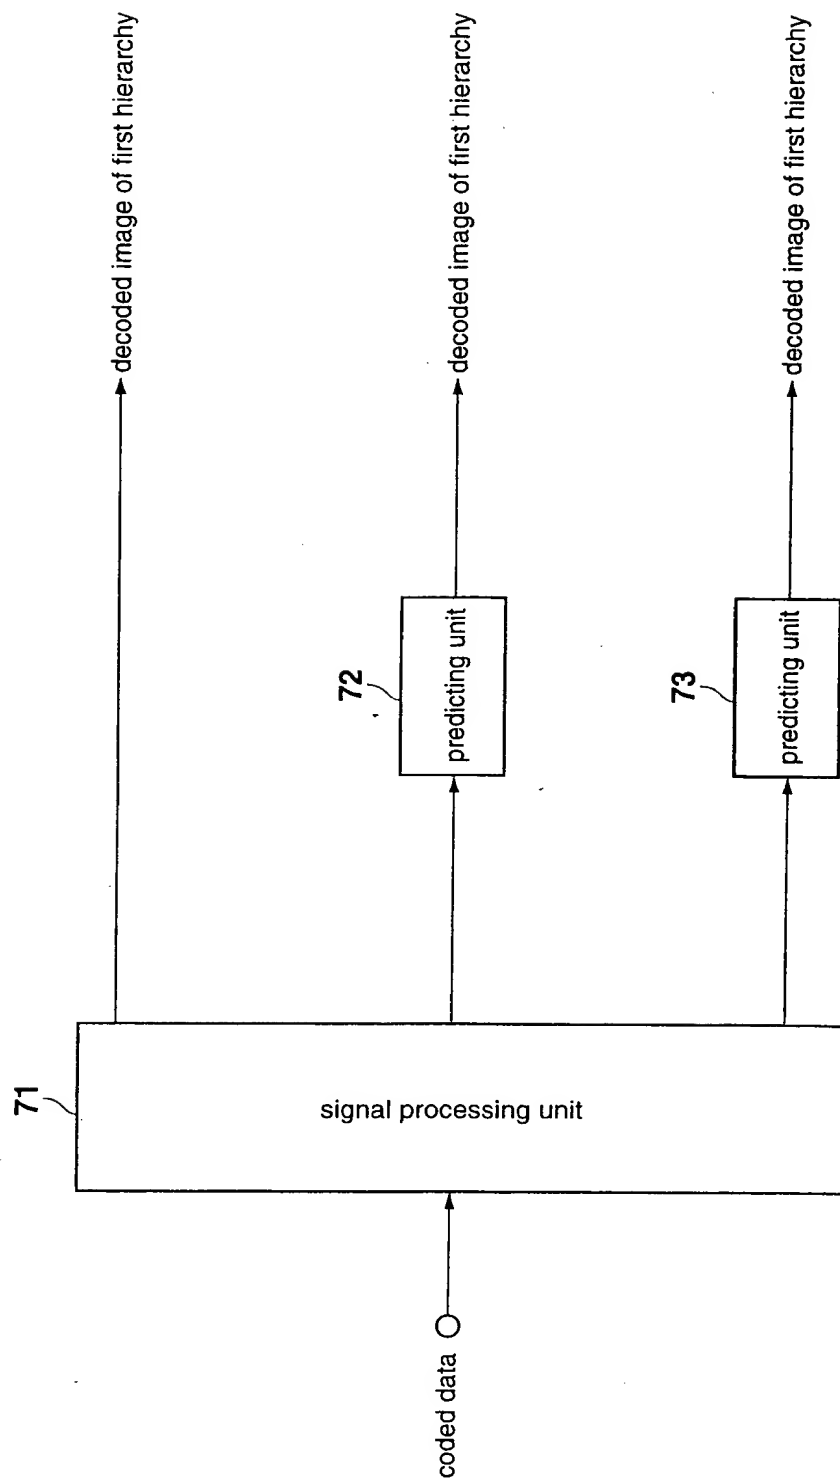 coded data
71
signal processing unit
72
predicting unit
73
predicting unit
decoded image of first hierarchy
decoded image of first hierarchy
decoded image of first hierarchy